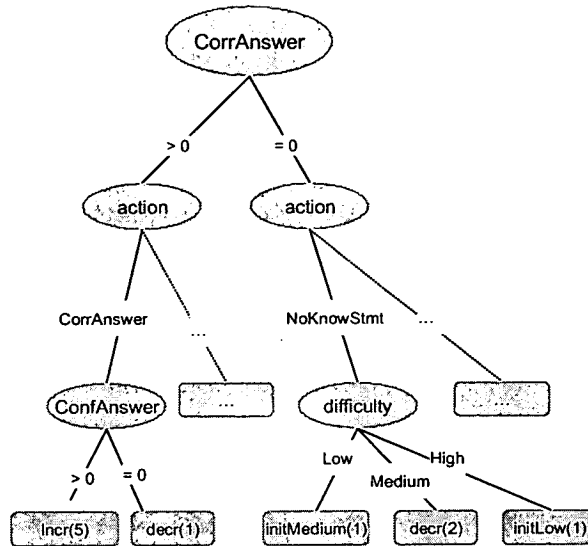 CorrAnswer
> 0
= 0
action
action
CorrAnswer
...
NoKnowStmt
...
ConfAnswer
...
difficulty
...
> 0
= 0
Low
Medium
High
Incr(5)
decr(1)
initMedium(1)
decr(2)
initLow(1)